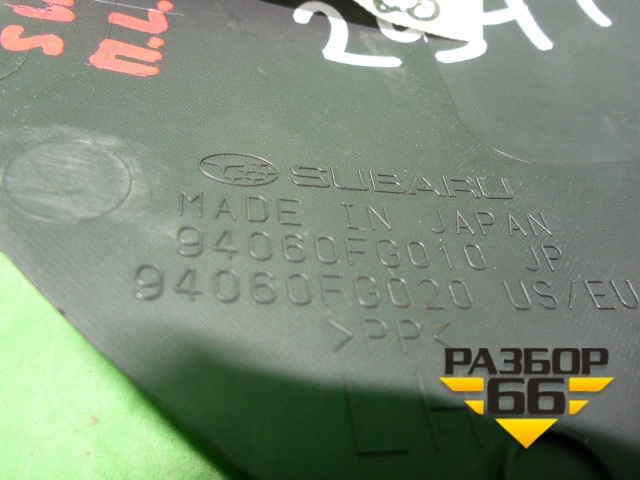 SUBARU
MADE IN JAPAN
94060FG010 JP
94060FG020 US/EU
>PP<
LH
РАЗБОР
66